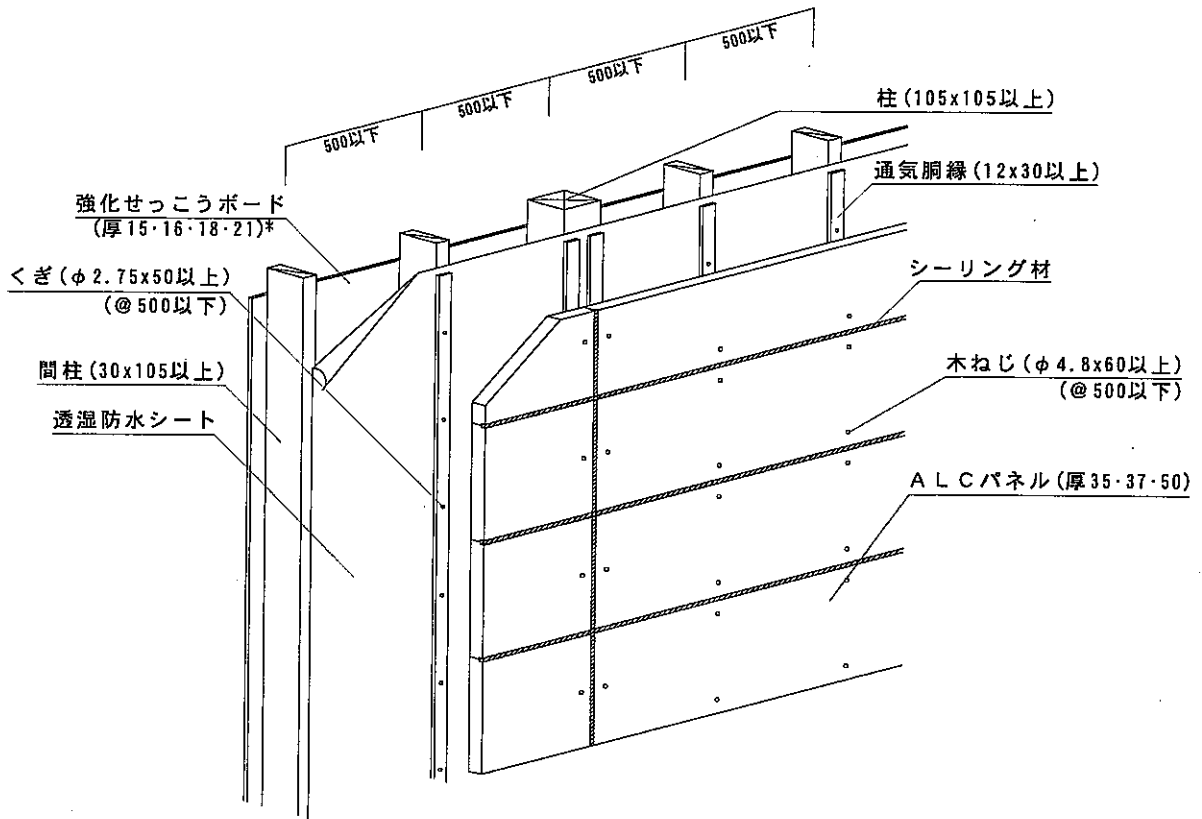 500以下
500以下
500以下
500以下
柱(105x105以上)
通気胴縁(12x30以上)
強化せっこうボード
(厚15·16·18·21)*
くぎ(φ2.75x50以上)
(@500以下)
シーリング材
間柱(30x105以上)
木ねじ(φ4.8x60以上)
(@500以下)
透湿防水シート
ALCパネル(厚35·37·50)